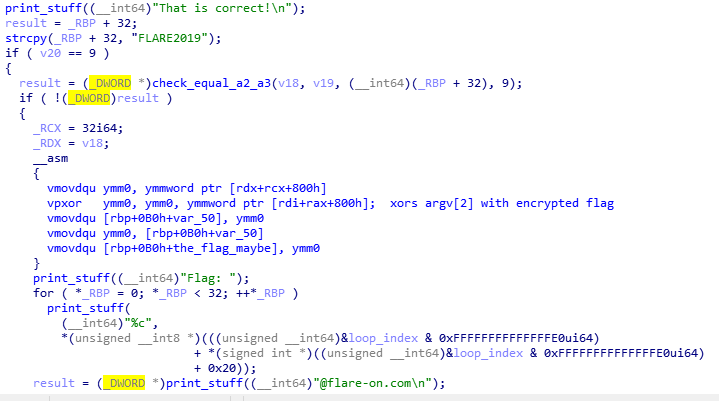 print_stuff((__int64)"That is correct!\n");
result = _RBP + 32;
strcpy(_RBP + 32, "FLARE2019");
if ( v20 == 9 )
{
result = (_DWORD *)check_equal_a2_a3(v18, v19, (__int64)(_RBP + 32), 9);
if ( !(_DWORD)result )
{
_RCX = 32i64;
_RDX = v18;
__asm
{
vmovdqu ymm0, ymmword ptr [rdx+rcx+800h]
vpxor   ymm0, ymm0, ymmword ptr [rdi+rax+800h];  xors argv[2] with encrypted flag
vmovdqu [rbp+0B0h+var_50], ymm0
vmovdqu ymm0, [rbp+0B0h+var_50]
vmovdqu [rbp+0B0h+the_flag_maybe], ymm0
}
print_stuff((__int64)"Flag: ");
for ( *_RBP = 0; *_RBP < 32; ++*_RBP )
print_stuff(
(__int64)"%c",
*(unsigned __int8 *)(((unsigned __int64)&loop_index & 0xFFFFFFFFFFFFFFE0ui64)
+ *(signed int *)((unsigned __int64)&loop_index & 0xFFFFFFFFFFFFFFE0ui64)
+ 0x20));
result = (_DWORD *)print_stuff((__int64)"@flare-on.com\n");